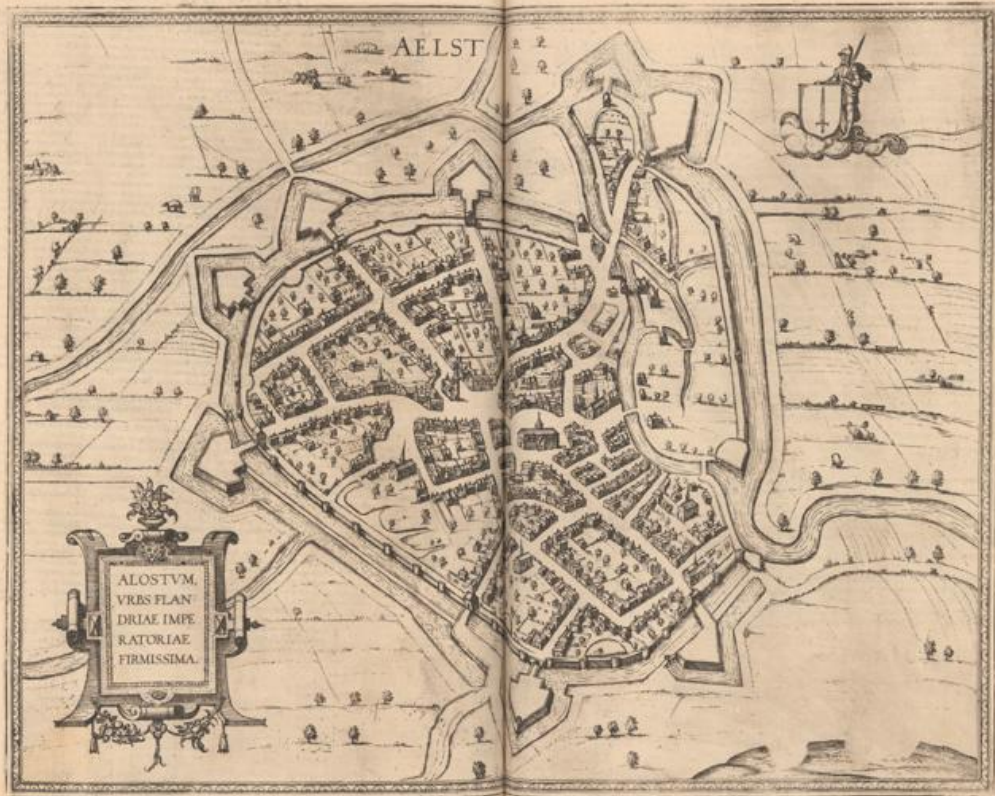 AELST
ALOSTVM,
VRBS FLAN
DRIAE IMPE
RATORIAE
FIRMISSIMA.